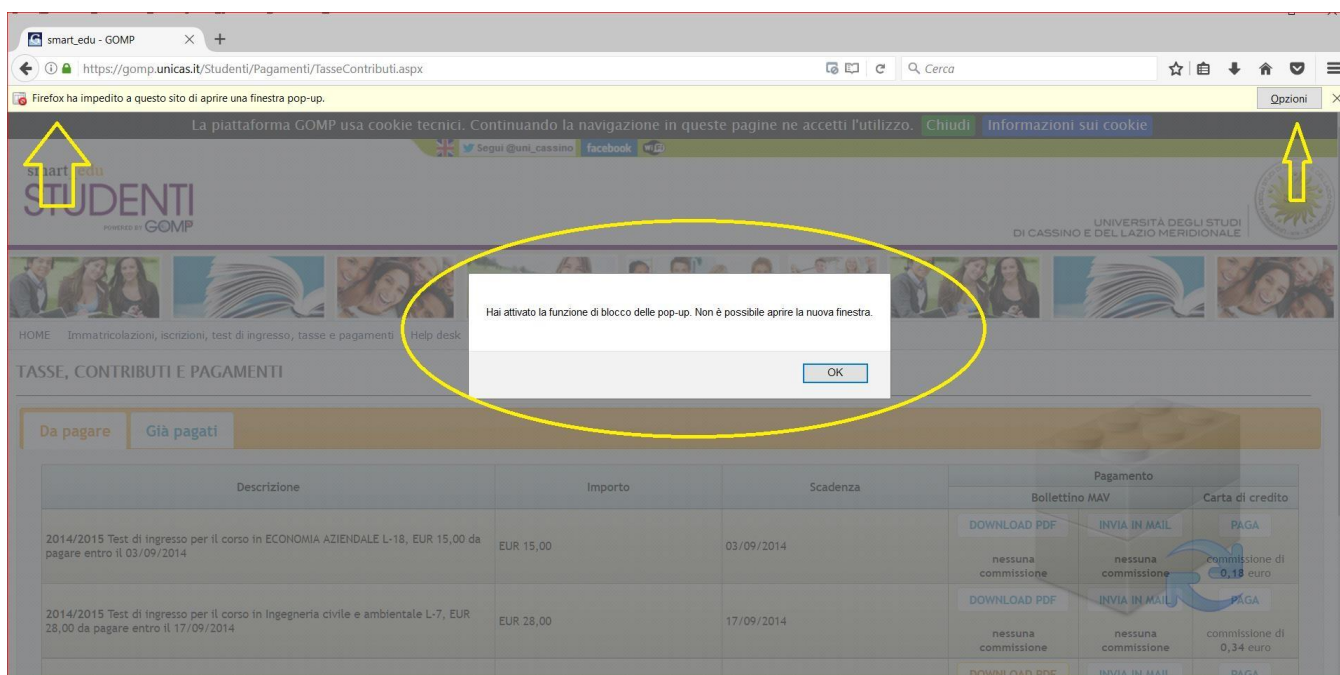 smart_edu - GOMP
https://gomp.unicas.it/Studenti/Pagamenti/TasseContributi.aspx
Cerca
Firefox ha impedito a questo sito di aprire una finestra pop-up.
Opzioni
La piattaforma GOMP usa cookie tecnici. Continuando la navigazione in queste pagine ne accetti l'utilizzo. Chiudi Informazioni sui cookie
Segui @uni_cassino facebook
smart_edu
STUDENTI
POWERED BY GOMP
UNIVERSITÀ DEGLI STUDI
DI CASSINO E DEL LAZIO MERIDIONALE
Hai attivato la funzione di blocco delle pop-up. Non è possibile aprire la nuova finestra.
OK
HOME Immatricolazioni, iscrizioni, test di ingresso, tasse e pagamenti Help desk
TASSE, CONTRIBUTI E PAGAMENTI
Da pagare Già pagati
Descrizione Importo Scadenza Pagamento
Bollettino MAV Carta di credito
2014/2015 Test di ingresso per il corso in ECONOMIA AZIENDALE L-18, EUR 15,00 da
pagare entro il 03/09/2014
EUR 15,00
03/09/2014
DOWNLOAD PDF INVIA IN MAIL PAGA
nessuna nessuna commissione di
commissione commissione 0,18 euro
2014/2015 Test di ingresso per il corso in Ingegneria civile e ambientale L-7, EUR
28,00 da pagare entro il 17/09/2014
EUR 28,00
17/09/2014
DOWNLOAD PDF INVIA IN MAIL PAGA
nessuna nessuna commissione di
commissione commissione 0,34 euro
DOWNLOAD PDF INVIA IN MAIL PAGA